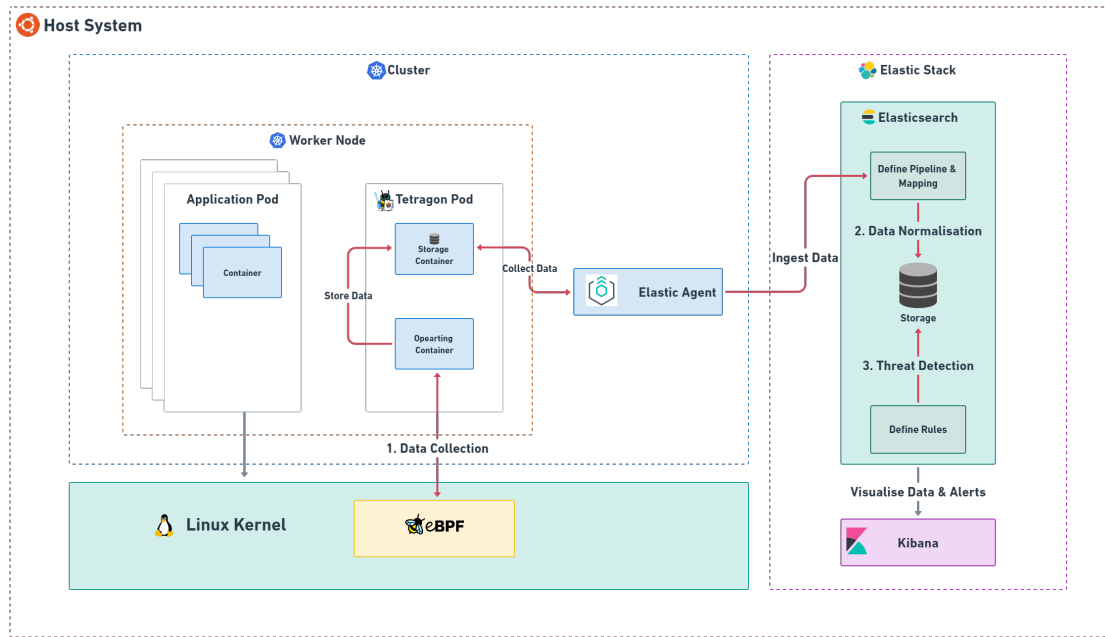 Host System
Cluster
Elastic Stack
Worker Node
Elasticsearch
Application Pod
Container
Tetragon Pod
Storage
Container
Store Data
Opearting
Container
Collect Data
Elastic Agent
Ingest Data
Define Pipeline &
Mapping
2. Data Normalisation
Storage
3. Threat Detection
Define Rules
1. Data Collection
Visualise Data & Alerts
Linux Kernel
eBPF
Kibana